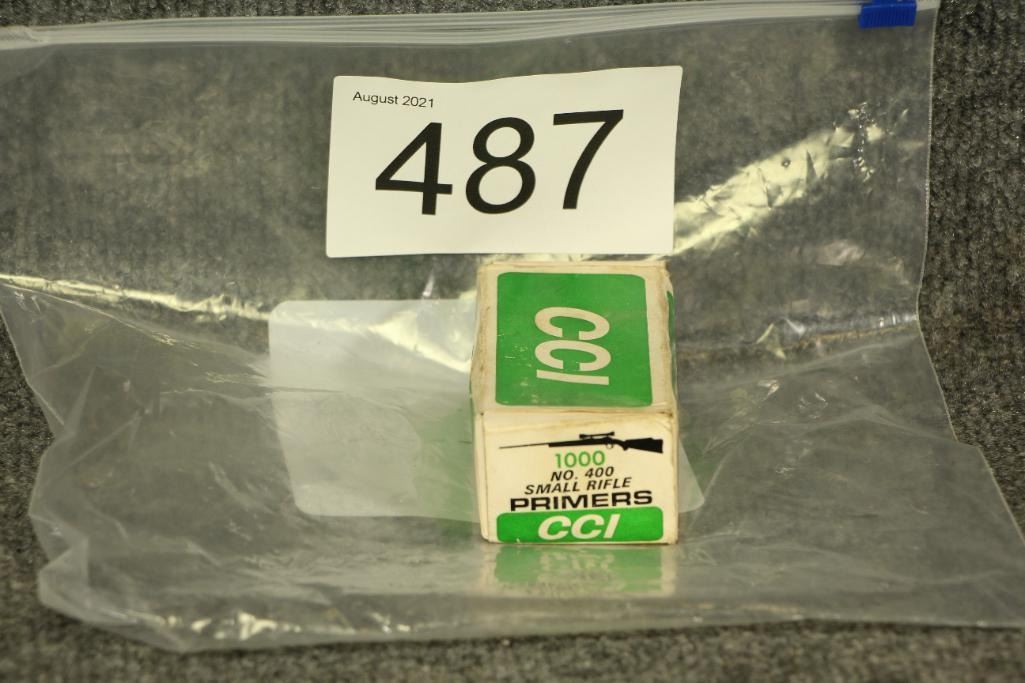 August 2021
487
CCI
1000
NO. 400
SMALL RIFLE
PRIMERS
CCI